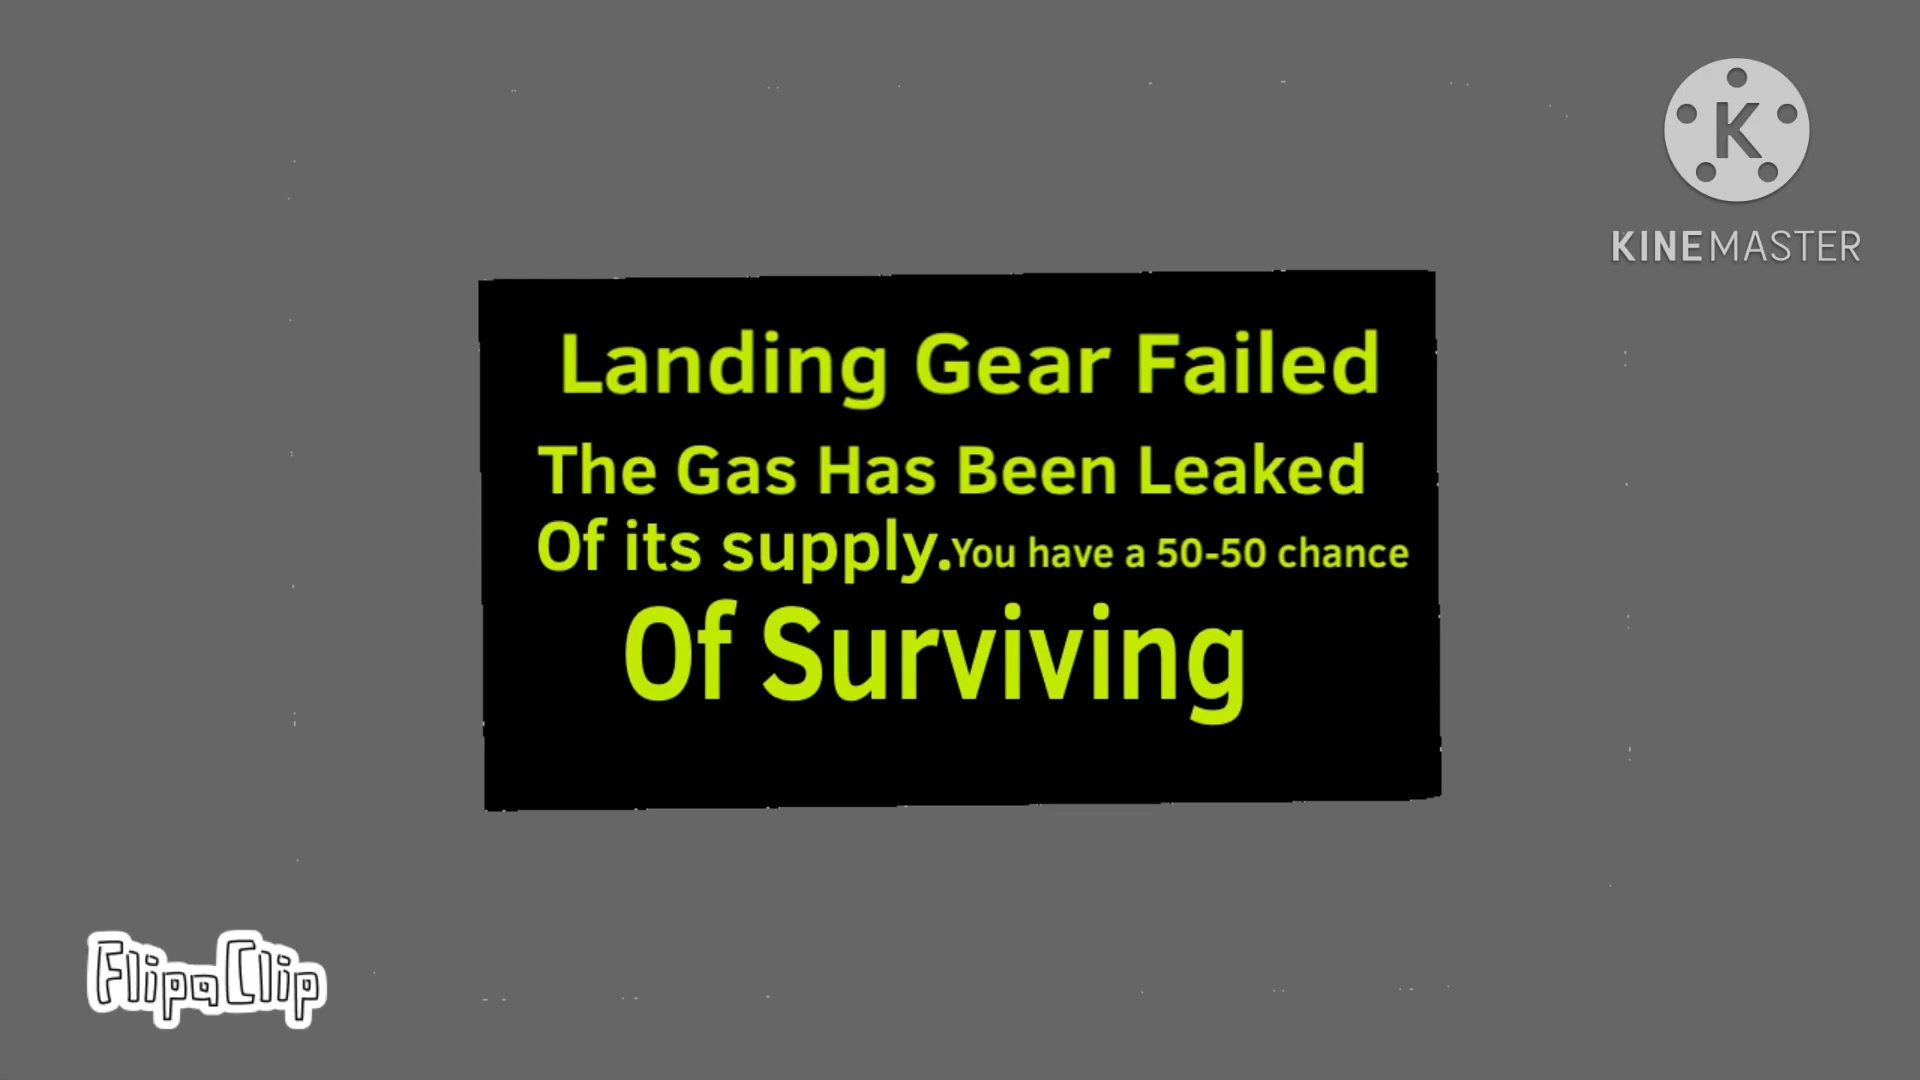 K
KINEMASTER
Landing Gear Failed
The Gas Has Been Leaked
Of its supply.You have a 50-50 chance
Of Surviving
FlipaClip